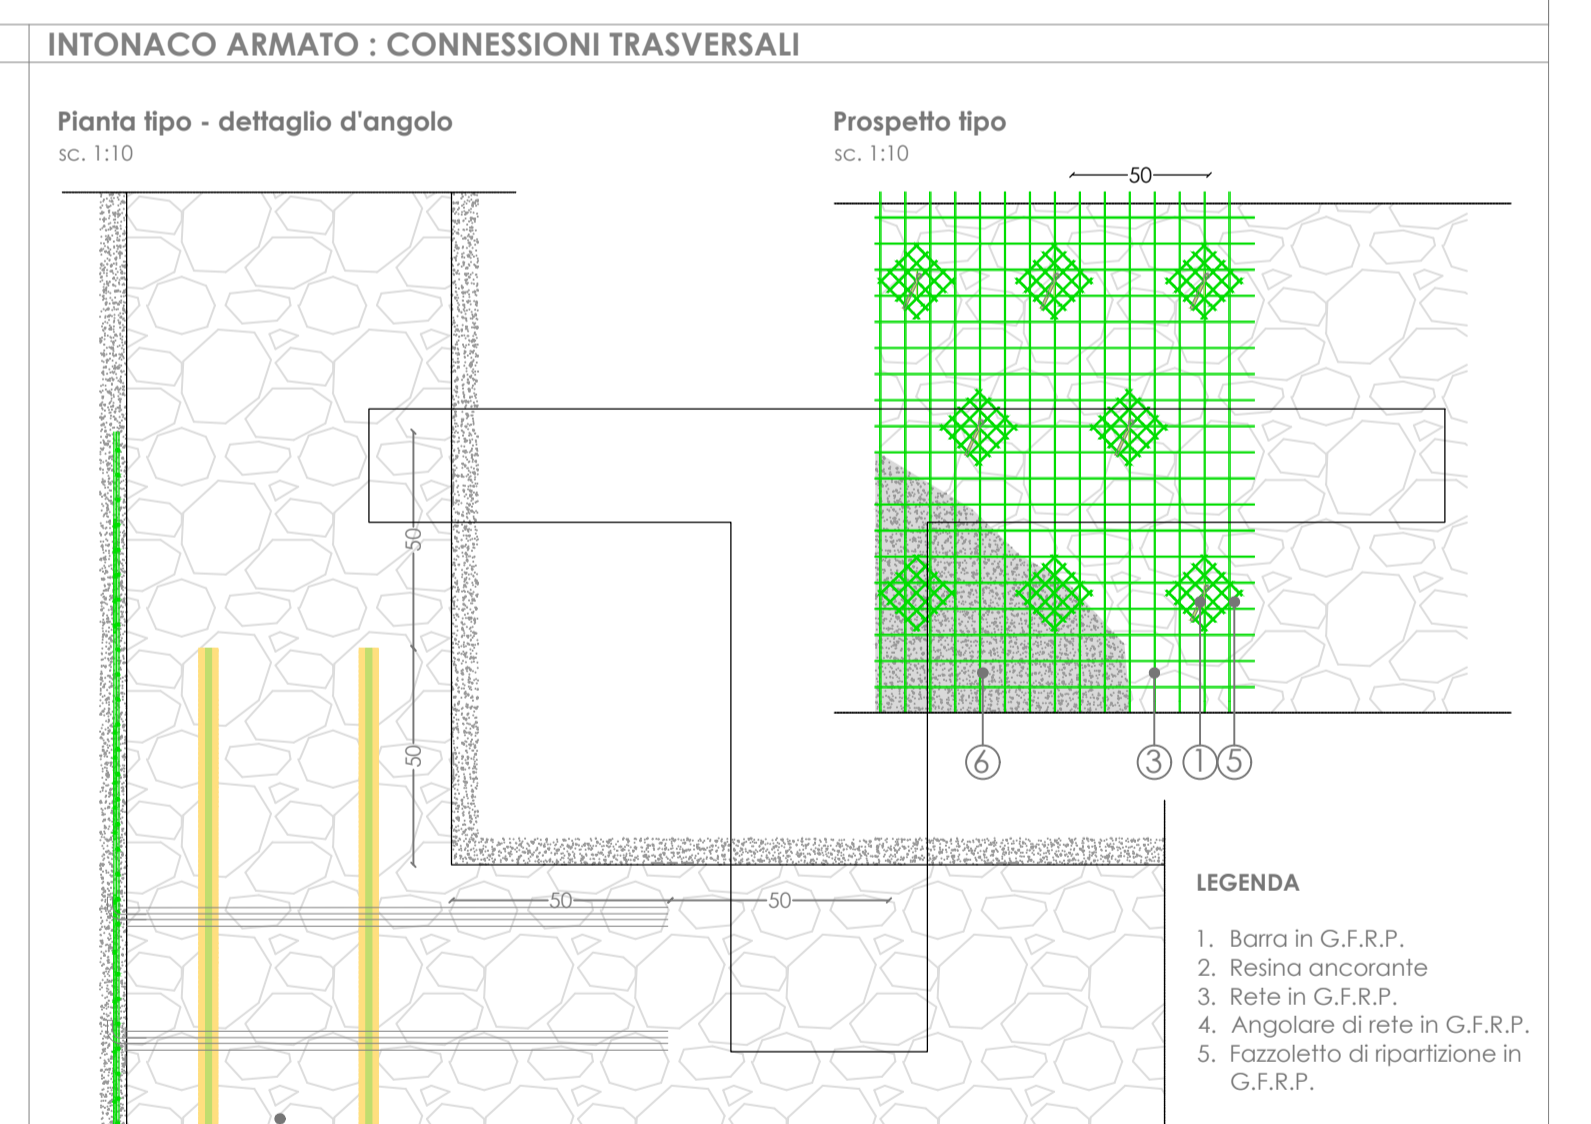 INTONACO ARMATO : CONNESSIONI TRASVERSALI
Pianta tipo - dettaglio d'angolo
sc. 1:10
50
50
50
50
Prospetto tipo
sc. 1:10
50
6
3
1
5
LEGENDA
1. Barra in G.F.R.P.
2. Resina ancorante
3. Rete in G.F.R.P.
4. Angolare di rete in G.F.R.P.
5. Fazzoletto di ripartizione in
G.F.R.P.